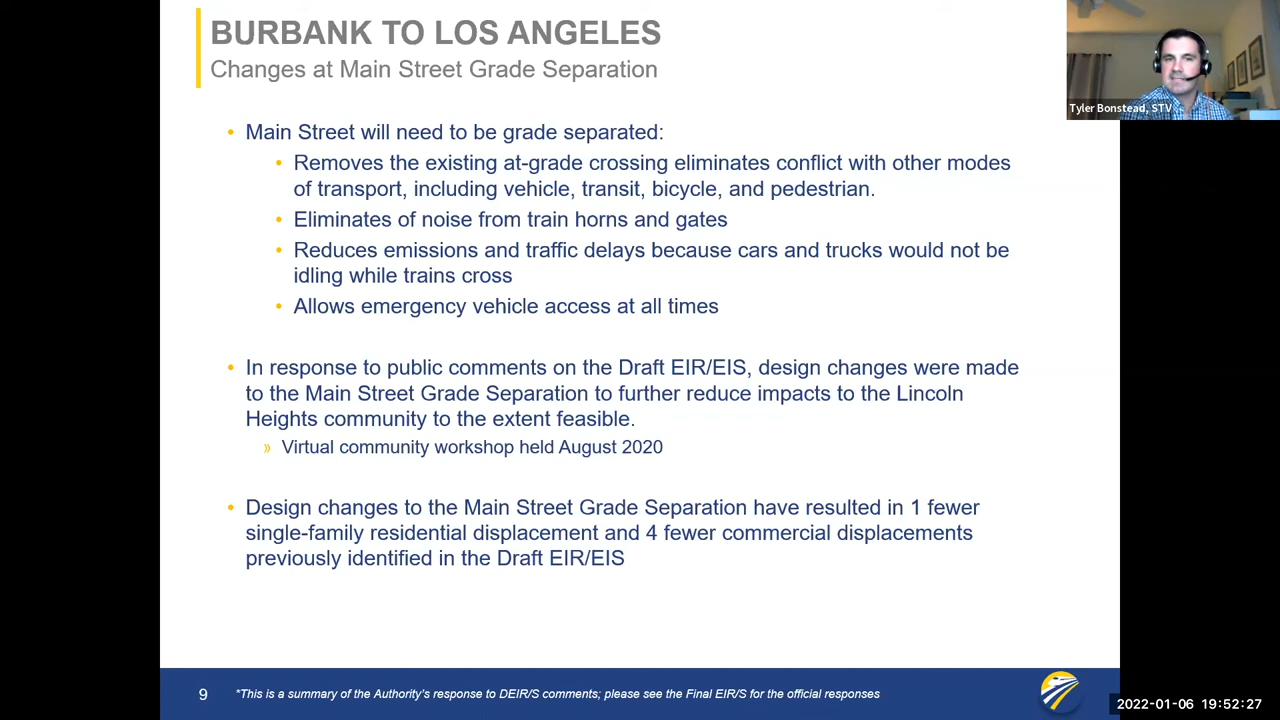 BURBANK TO LOS ANGELES
Changes at Main Street Grade Separation
Tyler Bonstead, STV
• Main Street will need to be grade separated:
• Removes the existing at-grade crossing eliminates conflict with other modes
of transport, including vehicle, transit, bicycle, and pedestrian.
• Eliminates of noise from train horns and gates
• Reduces emissions and traffic delays because cars and trucks would not be
idling while trains cross
• Allows emergency vehicle access at all times
• In response to public comments on the Draft EIR/EIS, design changes were made
to the Main Street Grade Separation to further reduce impacts to the Lincoln
Heights community to the extent feasible.
» Virtual community workshop held August 2020
• Design changes to the Main Street Grade Separation have resulted in 1 fewer
single-family residential displacement and 4 fewer commercial displacements
previously identified in the Draft EIR/EIS
9
*This is a summary of the Authority's response to DEIR/S comments; please see the Final EIR/S for the official responses
2022-01-06 19:52:27